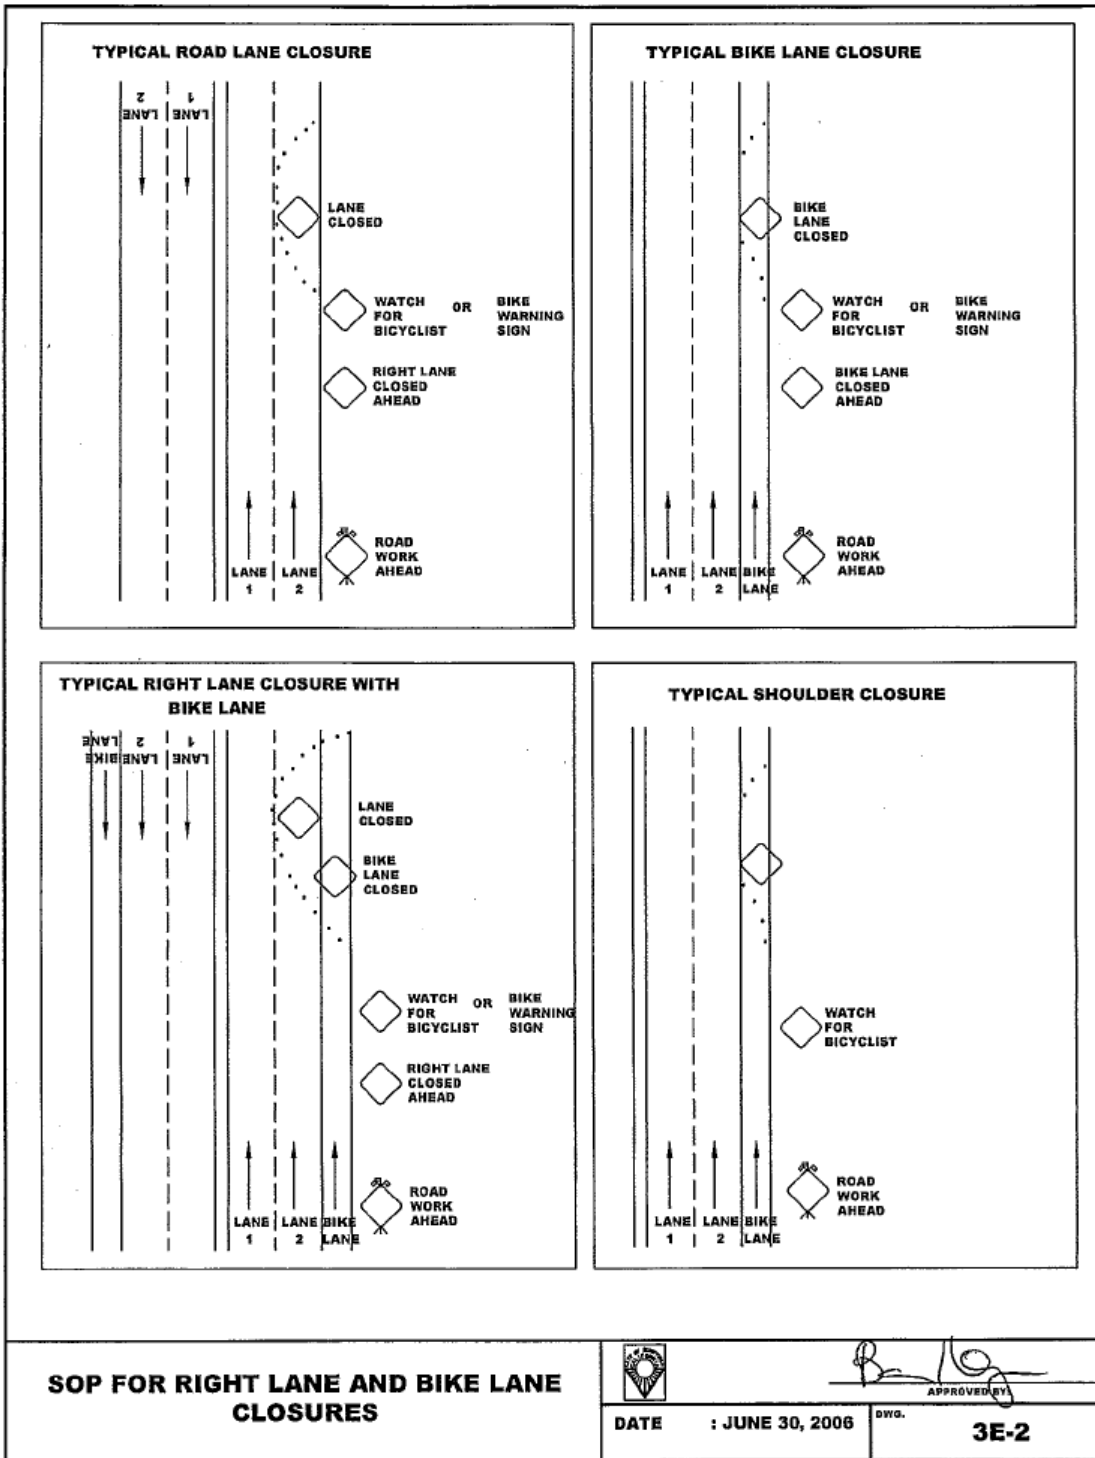 TYPICAL ROAD LANE CLOSURE
LANE 2
LANE 1
LANE
CLOSED
WATCH
FOR
BICYCLIST
OR
BIKE
WARNING
SIGN
RIGHT LANE
CLOSED
AHEAD
ROAD
WORK
AHEAD
LANE
1
LANE
2
TYPICAL BIKE LANE CLOSURE
BIKE
LANE
CLOSED
WATCH
FOR
BICYCLIST
OR
BIKE
WARNING
SIGN
BIKE LANE
CLOSED
AHEAD
ROAD
WORK
AHEAD
LANE
1
LANE
2
BIKE
LANE
TYPICAL RIGHT LANE CLOSURE WITH
BIKE LANE
BIKE
LANE
LANE
2
LANE
1
LANE
CLOSED
BIKE
LANE
CLOSED
WATCH
FOR
BICYCLIST
OR
BIKE
WARNING
SIGN
RIGHT LANE
CLOSED
AHEAD
ROAD
WORK
AHEAD
LANE
1
LANE
2
BIKE
LANE
TYPICAL SHOULDER CLOSURE
WATCH
FOR
BICYCLIST
ROAD
WORK
AHEAD
LANE
1
LANE
2
BIKE
LANE
SOP FOR RIGHT LANE AND BIKE LANE
CLOSURES
APPROVED BY:
DATE : JUNE 30, 2006
DWG.
3E-2